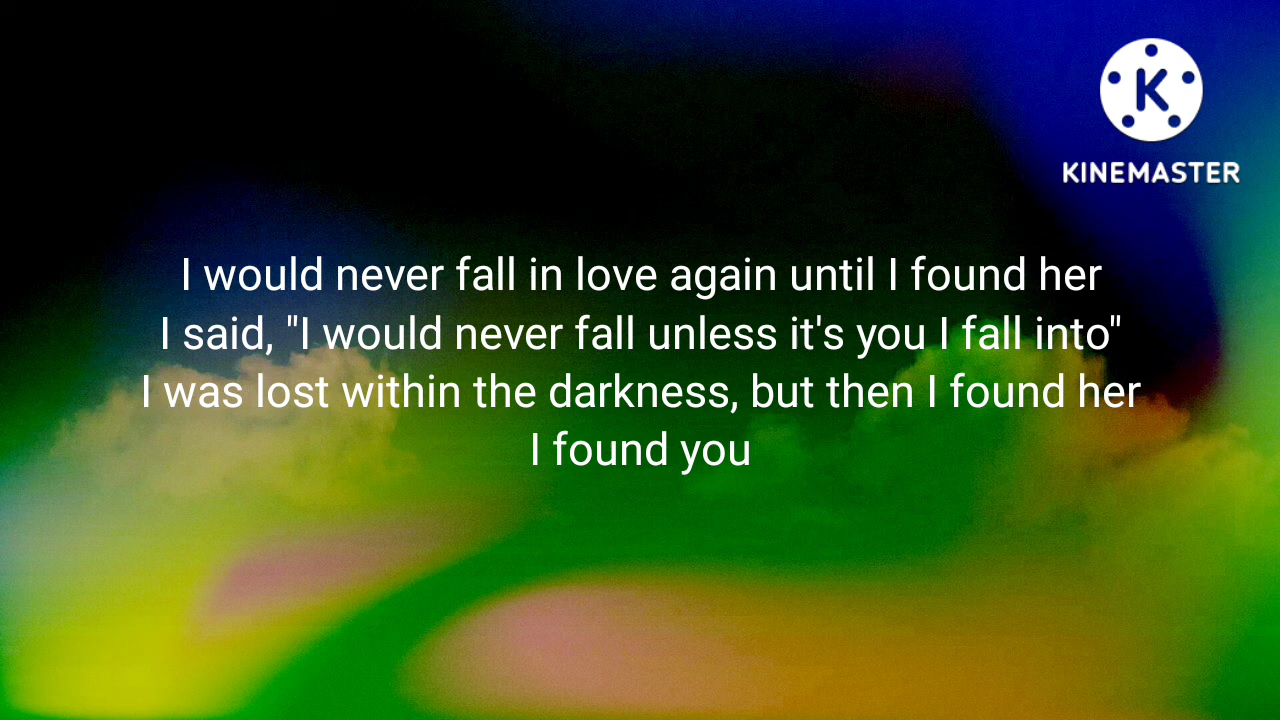 K
KINEMASTER
I would never fall in love again until I found her
I said, "I would never fall unless it's you I fall into"
I was lost within the darkness, but then I found her
I found you